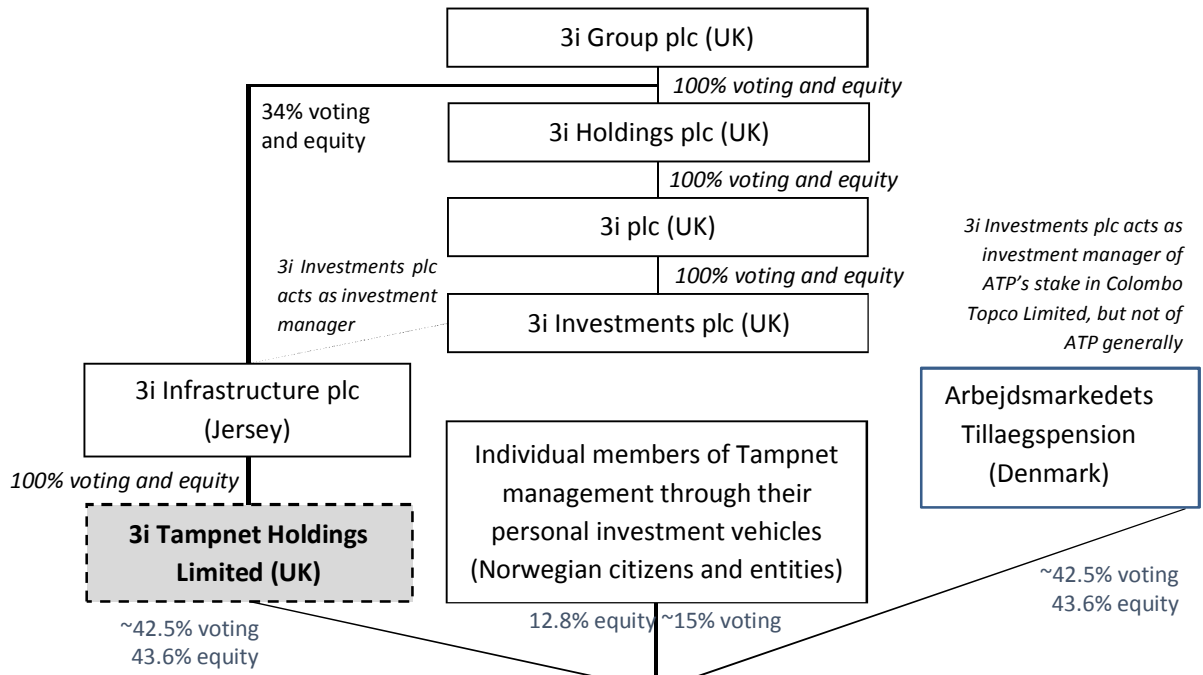 3i Group plc (UK)
100% voting and equity
34% voting
and equity
3i Holdings plc (UK)
100% voting and equity
3i plc (UK)
3i Investments plc acts as
investment manager of
ATP’s stake in Colombo
Topco Limited, but not of
ATP generally
3i Investments plc
acts as investment
manager
100% voting and equity
3i Investments plc (UK)
3i Infrastructure plc
(Jersey)
Arbejdsmarkedets
Tillaegspension
(Denmark)
Individual members of Tampnet
management through their
personal investment vehicles
(Norwegian citizens and entities)
100% voting and equity
3i Tampnet Holdings
Limited (UK)
~42.5% voting
43.6% equity
12.8% equity ~15% voting
~42.5% voting
43.6% equity